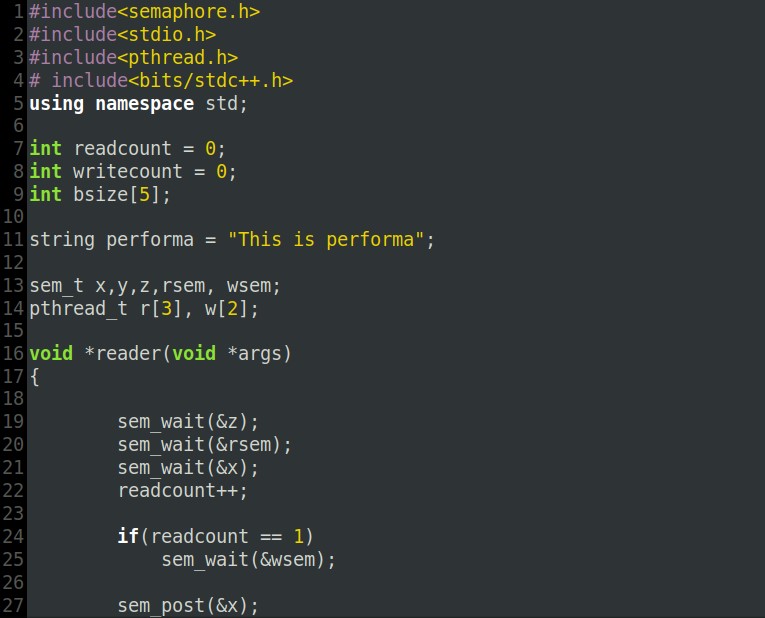 1 #include<semaphore.h>
2 #include<stdio.h>
3 #include<pthread.h>
4 # include<bits/stdc++.h>
5 using namespace std;
6
7 int readcount = 0;
8 int writecount = 0;
9 int bsize[5];
10
11 string performa = "This is performa";
12
13 sem_t x,y,z,rsem, wsem;
14 pthread_t r[3], w[2];
15
16 void *reader(void *args)
17 {
18
19         sem_wait(&z);
20         sem_wait(&rsem);
21         sem_wait(&x);
22         readcount++;
23
24         if(readcount == 1)
25             sem_wait(&wsem);
26
27         sem_post(&x);